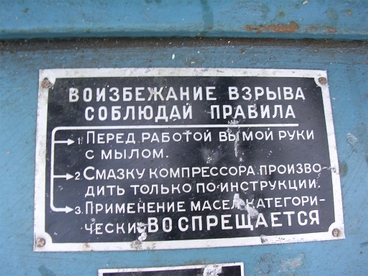 ВОИЗБЕЖАНИЕ ВЗРЫВА
СОБЛЮДАЙ ПРАВИЛА
1. ПЕРЕД РАБОТОЙ ВЫМОЙ РУКИ
С МЫЛОМ.
2 СМАЗКУ КОМПРЕССОРА ПРОИЗВО-
ДИТЬ ТОЛЬКО ПО ИНСТРУКЦИИ.
3. ПРИМЕНЕНИЕ МАСЕЛ КАТЕГОРИ-
ЧЕСКИ ВОСПРЕЩАЕТСЯ